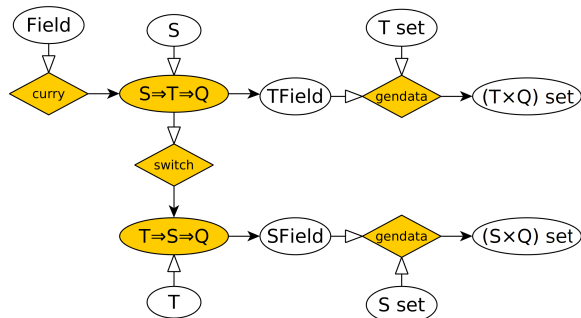 Field
S
T set
curry
S⇒T⇒Q
TField
gendata
(T×Q) set
switch
T⇒S⇒Q
SField
gendata
(S×Q) set
T
S set